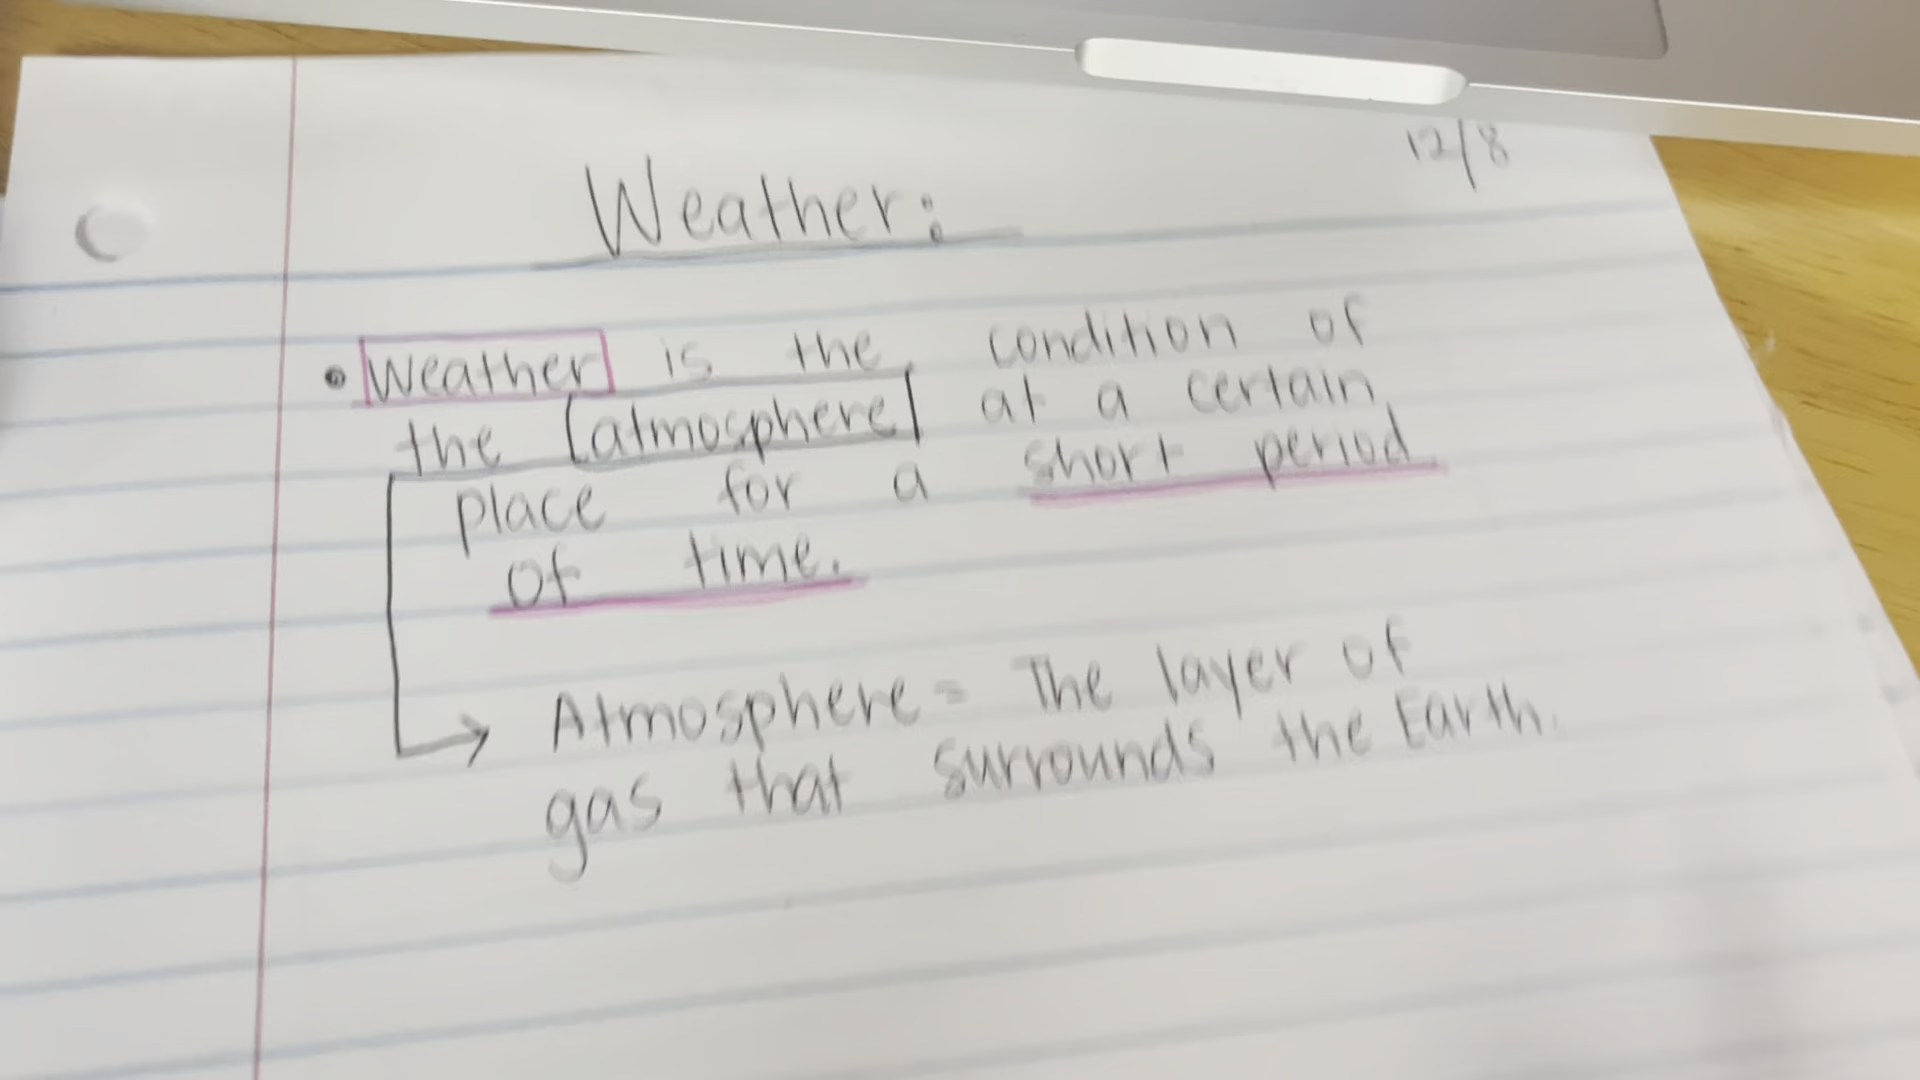 12/8
Weather:
• Weather is the condition of
the [atmosphere] at a certain
place for a short period
of time.
Atmosphere = The layer of
gas that surrounds the Earth.